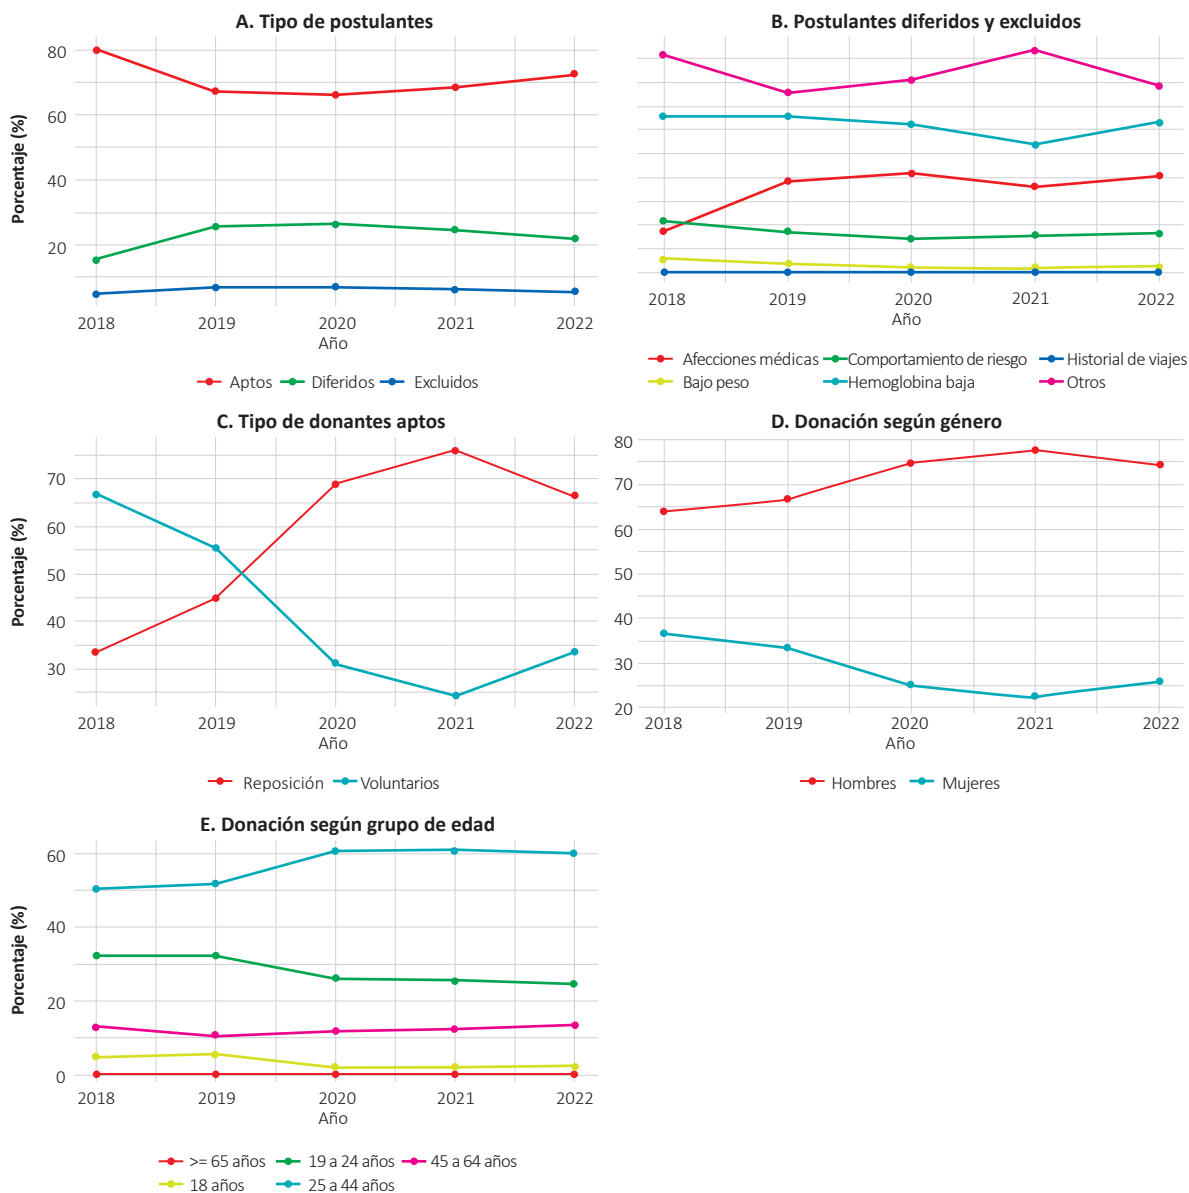 A. Tipo de postulantes
Porcentaje (%)
80
60
40
20
2018 2019 2020 2021 2022
Año
Aptos Diferidos Excluidos
B. Postulantes diferidos y excluidos
2018 2019 2020 2021 2022
Año
Afecciones médicas Comportamiento de riesgo Historial de viajes
Bajo peso Hemoglobina baja Otros
C. Tipo de donantes aptos
Porcentaje (%)
70
60
50
40
30
2018 2019 2020 2021 2022
Año
Reposición Voluntarios
D. Donación según género
80
70
60
50
40
30
20
2018 2019 2020 2021 2022
Año
Hombres Mujeres
E. Donación según grupo de edad
Porcentaje (%)
60
40
20
0
2018 2019 2020 2021 2022
Año
>= 65 años 19 a 24 años 45 a 64 años
18 años 25 a 44 años